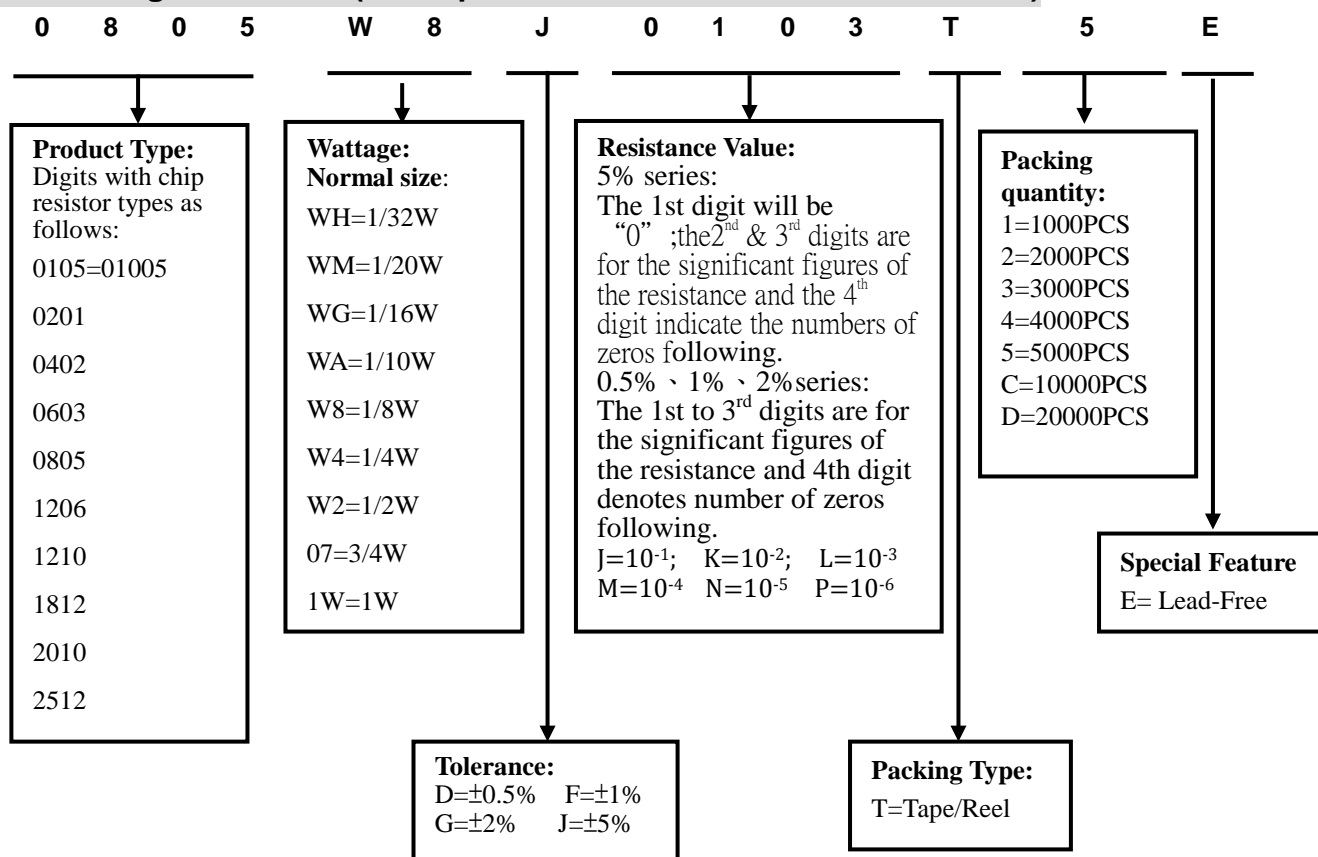 0 8 0 5 W 8 J 0 1 0 3 T 5 E
Product Type:
Digits with chip
resistor types as
follows:
0105=01005
0201
0402
0603
0805
1206
1210
1812
2010
2512
Wattage:
Normal size:
WH=1/32W
WM=1/20W
WG=1/16W
WA=1/10W
W8=1/8W
W4=1/4W
W2=1/2W
07=3/4W
1W=1W
Resistance Value:
5% series:
The 1st digit will be
“0” ;the2nd & 3rd digits are
for the significant figures of
the resistance and the 4th
digit indicate the numbers of
zeros following.
0.5%、1%、2%series:
The 1st to 3rd digits are for
the significant figures of
the resistance and 4th digit
denotes number of zeros
following.
J=10-1; K=10-2; L=10-3
M=10-4 N=10-5 P=10-6
Packing
quantity:
1=1000PCS
2=2000PCS
3=3000PCS
4=4000PCS
5=5000PCS
C=10000PCS
D=20000PCS
Special Feature
E= Lead-Free
Tolerance:
D=±0.5% F=±1%
G=±2% J=±5%
Packing Type:
T=Tape/Reel